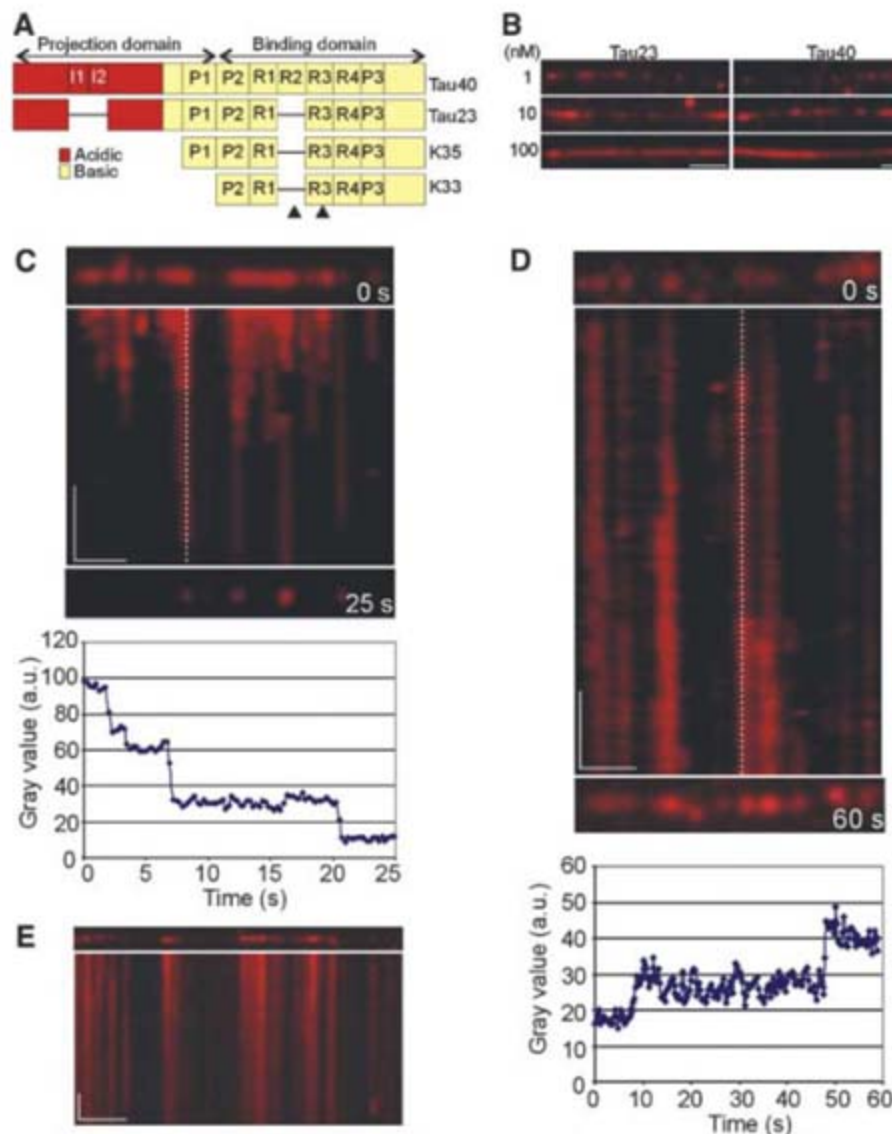 A
Projection domain Binding domain
I1 I2 P1 P2 R1 R2 R3 R4 P3 Tau40
P1 P2 R1 R3 R4 P3 Tau23
P1 P2 R1 R3 R4 P3 K35
P2 R1 R3 R4 P3 K33
Acidic
Basic
B
(nM) Tau23 Tau40
1
10
100
C
0 s
25 s
Gray value (a.u.)
120
100
80
60
40
20
0
0 5 10 15 20 25
Time (s)
D
0 s
60 s
Gray value (a.u.)
60
50
40
30
20
10
0
0 10 20 30 40 50 60
Time (s)
E